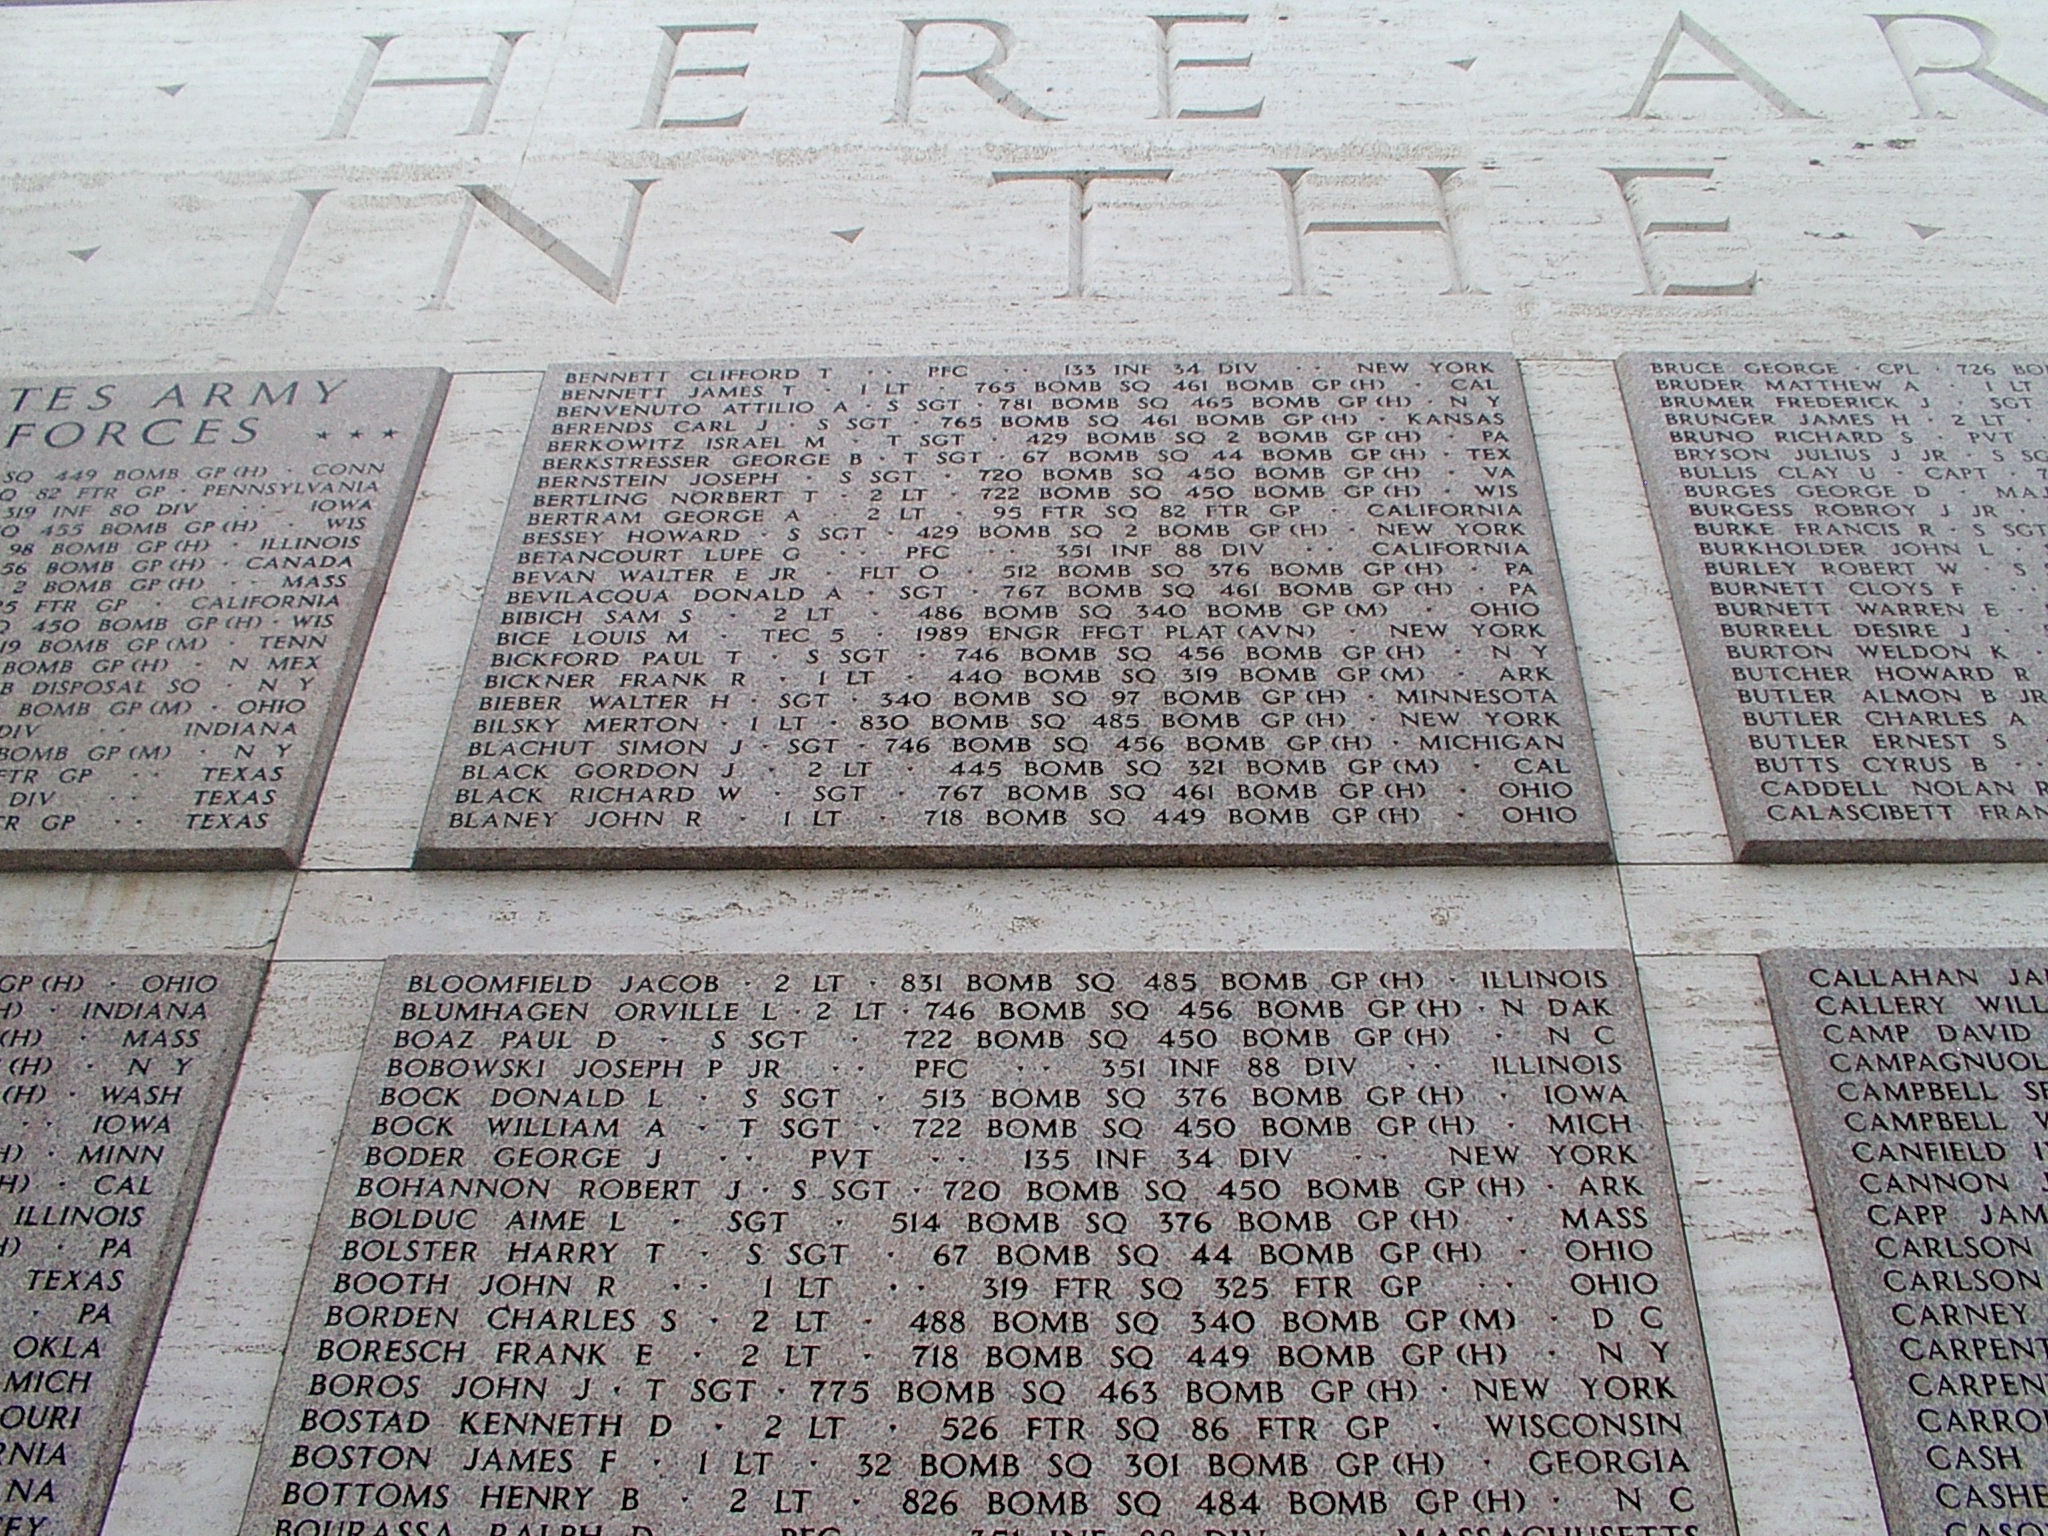 · HERE · AR
· IN · THE ·
TES ARMY
FORCES ★ ★ ★
SQ 449 BOMB GP (H) · CONN
82 FTR GP · PENNSYLVANIA
319 INF 80 DIV · · IOWA
455 BOMB GP (H) · WIS
98 BOMB GP (H) · ILLINOIS
56 BOMB GP (H) · CANADA
2 BOMB GP (H) · · MASS
FTR GP · CALIFORNIA
450 BOMB GP (H) · WIS
BOMB GP (M) · TENN
BOMB GP (H) · N MEX
DISPOSAL SQ · N Y
BOMB GP (M) · OHIO
DIV · · INDIANA
BOMB GP (M) · N Y
FTR GP · · TEXAS
DIV · · TEXAS
GP · · TEXAS
BENNETT CLIFFORD T · · PFC · · 133 INF 34 DIV · · NEW YORK
BENNETT JAMES T · 1 LT · 765 BOMB SQ 461 BOMB GP (H) · CAL
BENVENUTO ATTILIO A · S SGT · 781 BOMB SQ 465 BOMB GP (H) · N Y
BERENDS CARL J · S SGT · 765 BOMB SQ 461 BOMB GP (H) · KANSAS
BERKOWITZ ISRAEL M · T SGT · 429 BOMB SQ 2 BOMB GP (H) · PA
BERKSTRESSER GEORGE B · T SGT · 67 BOMB SQ 44 BOMB GP (H) · TEX
BERNSTEIN JOSEPH · S SGT · 720 BOMB SQ 450 BOMB GP (H) · VA
BERTLING NORBERT T · 2 LT · 722 BOMB SQ 450 BOMB GP (H) · WIS
BERTRAM GEORGE A · 2 LT · 95 FTR SQ 82 FTR GP · CALIFORNIA
BESSEY HOWARD · S SGT · 429 BOMB SQ 2 BOMB GP (H) · NEW YORK
BETANCOURT LUPE G · · PFC · · 351 INF 88 DIV · · CALIFORNIA
BEVAN WALTER E JR · FLT O · 512 BOMB SQ 376 BOMB GP (H) · PA
BEVILACQUA DONALD A · SGT · 767 BOMB SQ 461 BOMB GP (H) · PA
BIBICH SAM S · 2 LT · 486 BOMB SQ 340 BOMB GP (M) · OHIO
BICE LOUIS M · TEC 5 · 1989 ENGR FFGT PLAT (AVN) · NEW YORK
BICKFORD PAUL T · S SGT · 746 BOMB SQ 456 BOMB GP (H) · N Y
BICKNER FRANK R · 1 LT · 440 BOMB SQ 319 BOMB GP (M) · ARK
BIEBER WALTER H · SGT · 340 BOMB SQ 97 BOMB GP (H) · MINNESOTA
BILSKY MERTON · 1 LT · 830 BOMB SQ 485 BOMB GP (H) · NEW YORK
BLACHUT SIMON J · SGT · 746 BOMB SQ 456 BOMB GP (H) · MICHIGAN
BLACK GORDON J · 2 LT · 445 BOMB SQ 321 BOMB GP (M) · CAL
BLACK RICHARD W · SGT · 767 BOMB SQ 461 BOMB GP (H) · OHIO
BLANEY JOHN R · 1 LT · 718 BOMB SQ 449 BOMB GP (H) · OHIO
BRUCE GEORGE · CPL · 726 BO
BRUDER MATTHEW A · 1 LT
BRUMER FREDERICK J · SGT
BRUNGER JAMES H · 2 LT ·
BRUNO RICHARD S · PVT ·
BRYSON JULIUS J JR · S SG
BULLIS CLAY U · CAPT · 7
BURGES GEORGE D · MAJ
BURGESS ROBROY J JR ·
BURKE FRANCIS R · S SGT
BURKHOLDER JOHN L ·
BURLEY ROBERT W · S
BURNETT CLOYS F ·
BURNETT WARREN E ·
BURRELL DESIRE J ·
BURTON WELDON K ·
BUTCHER HOWARD R
BUTLER ALMON B JR
BUTLER CHARLES A
BUTLER ERNEST S ·
BUTTS CYRUS B · ·
CADDELL NOLAN R
CALASCIBETT FRAN
GP (H) · OHIO
· INDIANA
(H) · MASS
(H) · N Y
(H) · WASH
· · IOWA
· MINN
· CAL
ILLINOIS
· PA
TEXAS
· PA
OKLA
MICH
OURI
RNIA
NA
EY
BLOOMFIELD JACOB · 2 LT · 831 BOMB SQ 485 BOMB GP (H) · ILLINOIS
BLUMHAGEN ORVILLE L · 2 LT · 746 BOMB SQ 456 BOMB GP (H) · N DAK
BOAZ PAUL D · S SGT · 722 BOMB SQ 450 BOMB GP (H) · N C
BOBOWSKI JOSEPH P JR · · PFC · · 351 INF 88 DIV · · ILLINOIS
BOCK DONALD L · S SGT · 513 BOMB SQ 376 BOMB GP (H) · IOWA
BOCK WILLIAM A · T SGT · 722 BOMB SQ 450 BOMB GP (H) · MICH
BODER GEORGE J · · PVT · · 135 INF 34 DIV · · NEW YORK
BOHANNON ROBERT J · S SGT · 720 BOMB SQ 450 BOMB GP (H) · ARK
BOLDUC AIME L · SGT · 514 BOMB SQ 376 BOMB GP (H) · MASS
BOLSTER HARRY T · S SGT · 67 BOMB SQ 44 BOMB GP (H) · OHIO
BOOTH JOHN R · · 1 LT · · 319 FTR SQ 325 FTR GP · · OHIO
BORDEN CHARLES S · 2 LT · 488 BOMB SQ 340 BOMB GP (M) · D C
BORESCH FRANK E · 2 LT · 718 BOMB SQ 449 BOMB GP (H) · N Y
BOROS JOHN J · T SGT · 775 BOMB SQ 463 BOMB GP (H) · NEW YORK
BOSTAD KENNETH D · 2 LT · 526 FTR SQ 86 FTR GP · WISCONSIN
BOSTON JAMES F · 1 LT · 32 BOMB SQ 301 BOMB GP (H) · GEORGIA
BOTTOMS HENRY B · 2 LT · 826 BOMB SQ 484 BOMB GP (H) · N C
BOURASSA RALPH D · · PFC · · 351 INF 88 DIV · · MASSACHUSETTS
CALLAHAN JA
CALLERY WILL
CAMP DAVID
CAMPAGNUOL
CAMPBELL SE
CAMPBELL W
CANFIELD
CANNON
CAPP JAM
CARLSON
CARLSON
CARNEY
CARPENT
CARPEN
CARRO
CASH
CASHE
CASO